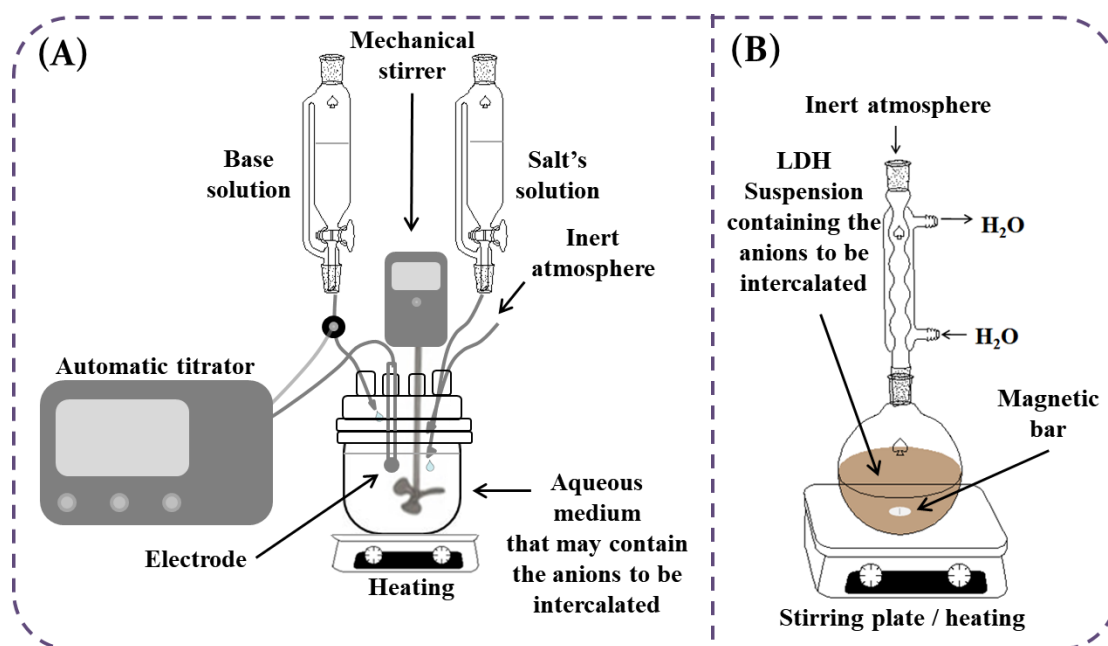 (A)
Mechanical
stirrer
Base
solution
Salt's
solution
Inert
atmosphere
Automatic titrator
Electrode
Heating
Aqueous
medium
that may contain
the anions to be
intercalated
(B)
Inert atmosphere
LDH
Suspension
containing the
anions to be
intercalated
H₂O
H₂O
Magnetic
bar
Stirring plate / heating